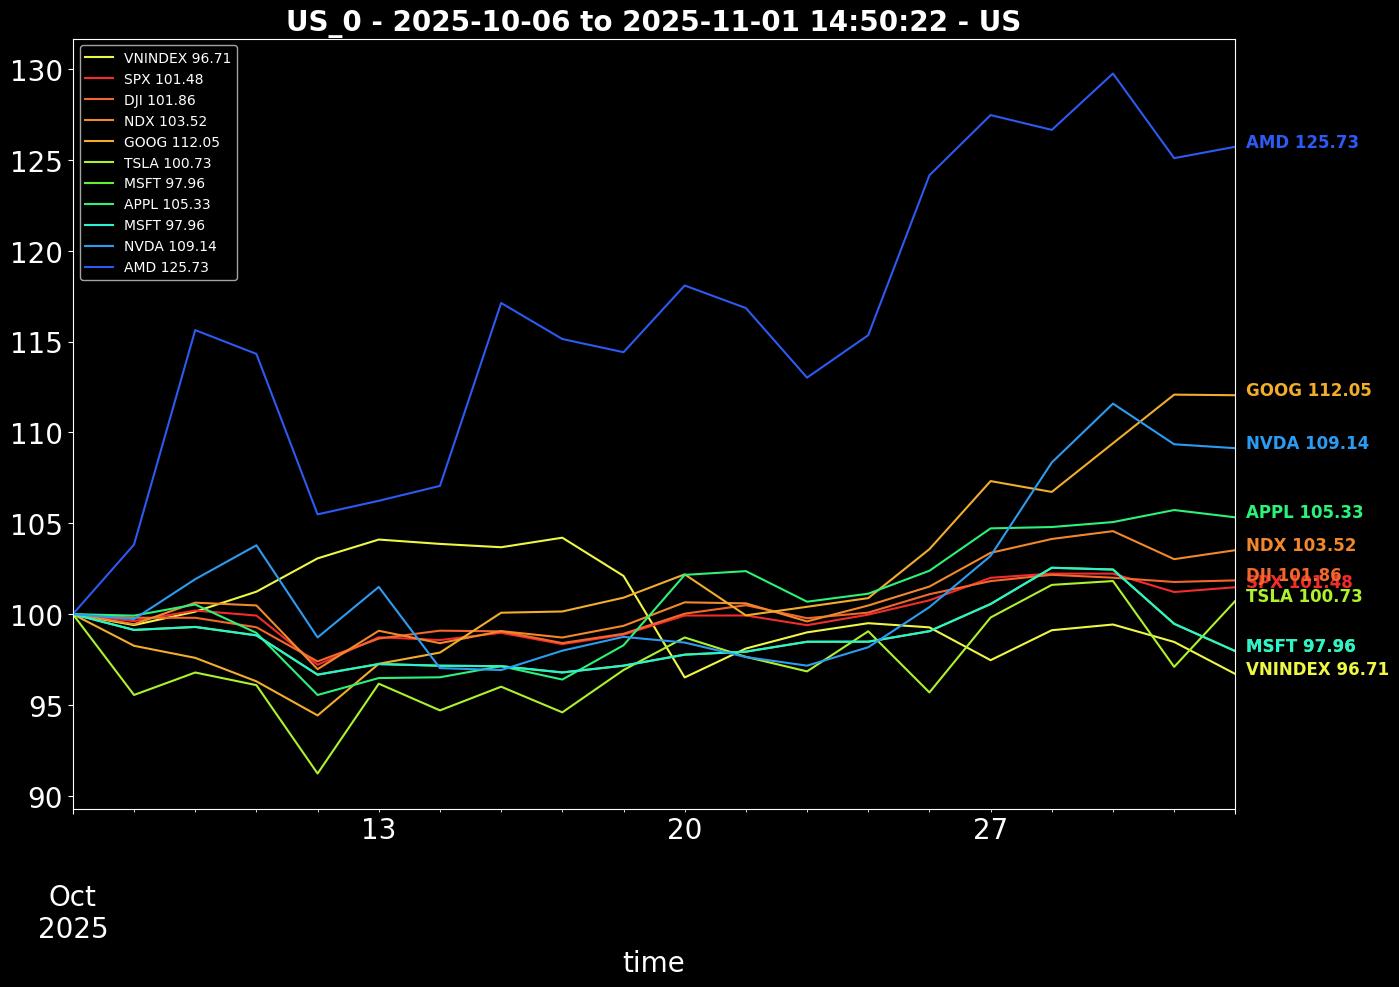 US_0 - 2025-10-06 to 2025-11-01 14:50:22 - US
VNINDEX 96.71
SPX 101.48
DJI 101.86
NDX 103.52
GOOG 112.05
TSLA 100.73
MSFT 97.96
APPL 105.33
MSFT 97.96
NVDA 109.14
AMD 125.73
130
125
120
115
110
105
100
95
90
AMD 125.73
GOOG 112.05
NVDA 109.14
APPL 105.33
NDX 103.52
DJI 101.86
SPX 101.48
TSLA 100.73
MSFT 97.96
VNINDEX 96.71
13
20
27
Oct
2025
time